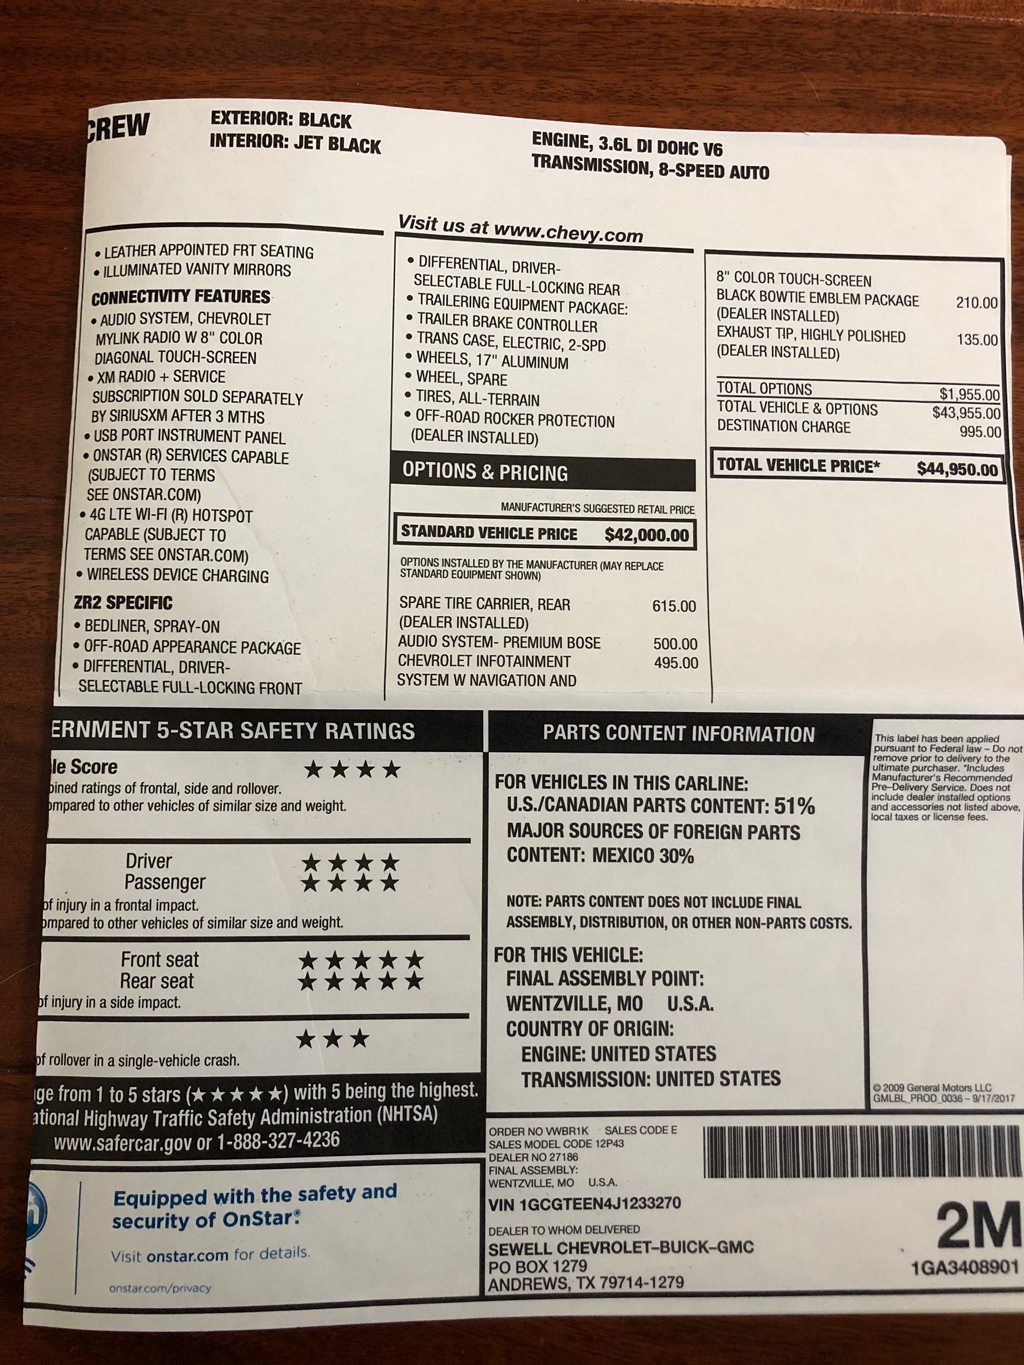 CREW
EXTERIOR: BLACK
INTERIOR: JET BLACK
ENGINE, 3.6L DI DOHC V6
TRANSMISSION, 8-SPEED AUTO
Visit us at www.chevy.com
• LEATHER APPOINTED FRT SEATING
• ILLUMINATED VANITY MIRRORS
CONNECTIVITY FEATURES
• AUDIO SYSTEM, CHEVROLET
MYLINK RADIO W 8" COLOR
DIAGONAL TOUCH-SCREEN
• XM RADIO + SERVICE
SUBSCRIPTION SOLD SEPARATELY
BY SIRIUSXM AFTER 3 MTHS
• USB PORT INSTRUMENT PANEL
• ONSTAR (R) SERVICES CAPABLE
(SUBJECT TO TERMS
SEE ONSTAR.COM)
• 4G LTE WI-FI (R) HOTSPOT
CAPABLE (SUBJECT TO
TERMS SEE ONSTAR.COM)
• WIRELESS DEVICE CHARGING
ZR2 SPECIFIC
• BEDLINER, SPRAY-ON
• OFF-ROAD APPEARANCE PACKAGE
• DIFFERENTIAL, DRIVER-
SELECTABLE FULL-LOCKING FRONT
• DIFFERENTIAL, DRIVER-
SELECTABLE FULL-LOCKING REAR
• TRAILERING EQUIPMENT PACKAGE:
• TRAILER BRAKE CONTROLLER
• TRANS CASE, ELECTRIC, 2-SPD
• WHEELS, 17" ALUMINUM
• WHEEL, SPARE
• TIRES, ALL-TERRAIN
• OFF-ROAD ROCKER PROTECTION
(DEALER INSTALLED)
OPTIONS & PRICING
MANUFACTURER'S SUGGESTED RETAIL PRICE
STANDARD VEHICLE PRICE $42,000.00
OPTIONS INSTALLED BY THE MANUFACTURER (MAY REPLACE
STANDARD EQUIPMENT SHOWN)
SPARE TIRE CARRIER, REAR 615.00
(DEALER INSTALLED)
AUDIO SYSTEM- PREMIUM BOSE 500.00
CHEVROLET INFOTAINMENT 495.00
SYSTEM W NAVIGATION AND
8" COLOR TOUCH-SCREEN
BLACK BOWTIE EMBLEM PACKAGE 210.00
(DEALER INSTALLED)
EXHAUST TIP, HIGHLY POLISHED 135.00
(DEALER INSTALLED)
TOTAL OPTIONS $1,955.00
TOTAL VEHICLE & OPTIONS $43,955.00
DESTINATION CHARGE 995.00
TOTAL VEHICLE PRICE* $44,950.00
ERNMENT 5-STAR SAFETY RATINGS
le Score ★★★★
bined ratings of frontal, side and rollover.
ompared to other vehicles of similar size and weight.
Driver ★★★★
Passenger ★★★★
of injury in a frontal impact.
ompared to other vehicles of similar size and weight.
Front seat ★★★★★
Rear seat ★★★★★
of injury in a side impact.
★★★
of rollover in a single-vehicle crash.
ge from 1 to 5 stars (★★★★★) with 5 being the highest.
ational Highway Traffic Safety Administration (NHTSA)
www.safercar.gov or 1-888-327-4236
Equipped with the safety and
security of OnStar.®
Visit onstar.com for details.
onstar.com/privacy
PARTS CONTENT INFORMATION
FOR VEHICLES IN THIS CARLINE:
U.S./CANADIAN PARTS CONTENT: 51%
MAJOR SOURCES OF FOREIGN PARTS
CONTENT: MEXICO 30%
NOTE: PARTS CONTENT DOES NOT INCLUDE FINAL
ASSEMBLY, DISTRIBUTION, OR OTHER NON-PARTS COSTS.
FOR THIS VEHICLE:
FINAL ASSEMBLY POINT:
WENTZVILLE, MO U.S.A.
COUNTRY OF ORIGIN:
ENGINE: UNITED STATES
TRANSMISSION: UNITED STATES
This label has been applied
pursuant to Federal law – Do not
remove prior to delivery to the
ultimate purchaser. *Includes
Manufacturer's Recommended
Pre-Delivery Service. Does not
include dealer installed options
and accessories not listed above,
local taxes or license fees.
© 2009 General Motors LLC
GMLBL_PROD_0036 – 9/17/2017
ORDER NO VWBR1K SALES CODE E
SALES MODEL CODE 12P43
DEALER NO 27186
FINAL ASSEMBLY:
WENTZVILLE, MO U.S.A.
VIN 1GCGTEEN4J1233270
DEALER TO WHOM DELIVERED
SEWELL CHEVROLET–BUICK–GMC
PO BOX 1279
ANDREWS, TX 79714-1279
2M
1GA3408901